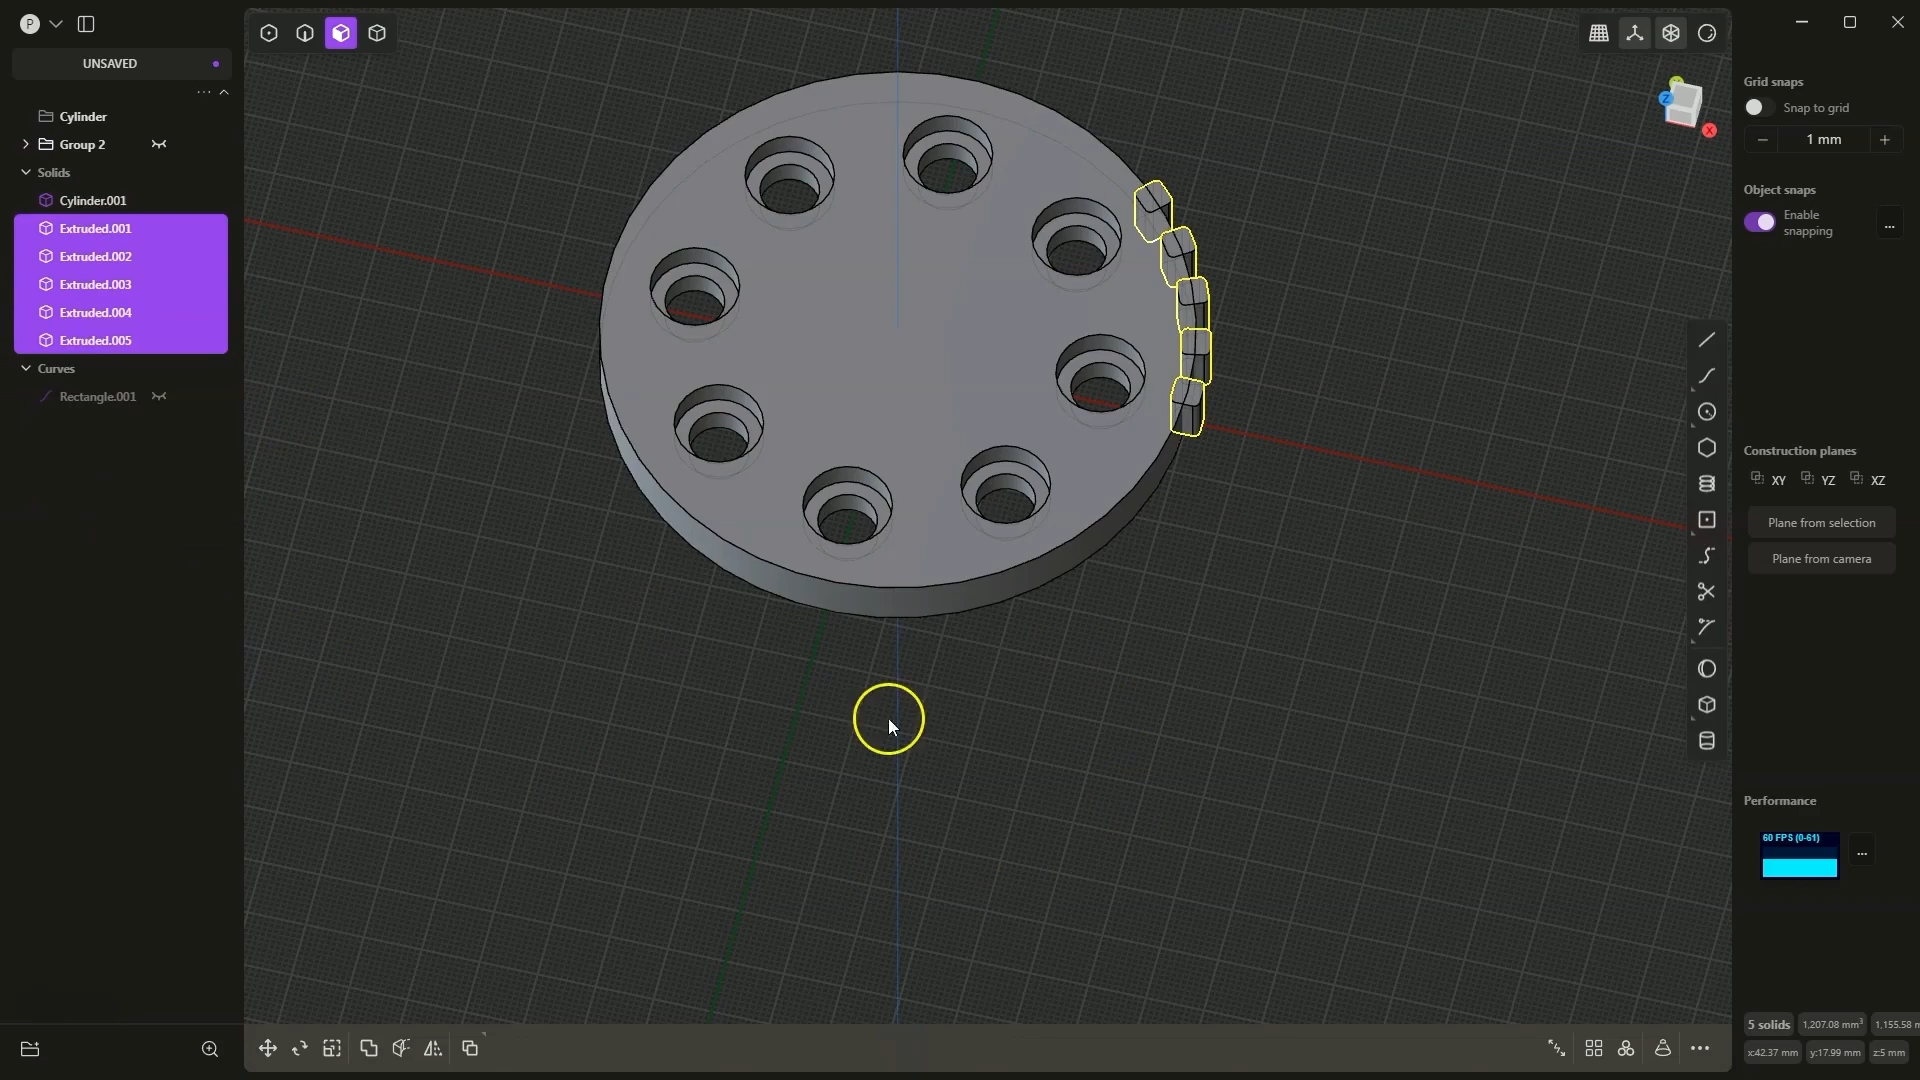 P
UNSAVED
Cylinder
Group 2
Solids
Cylinder.001
Extruded.001
Extruded.002
Extruded.003
Extruded.004
Extruded.005
Curves
Rectangle.001
Z
X
Grid snaps
Snap to grid
1 mm
Object snaps
Enable
snapping
...
Construction planes
XY YZ XZ
Plane from selection
Plane from camera
Performance
60 FPS (0-61)
...
5 solids 1,207.08 mm³ 1,155.58 m
x:42.37 mm y:17.99 mm z:5 mm